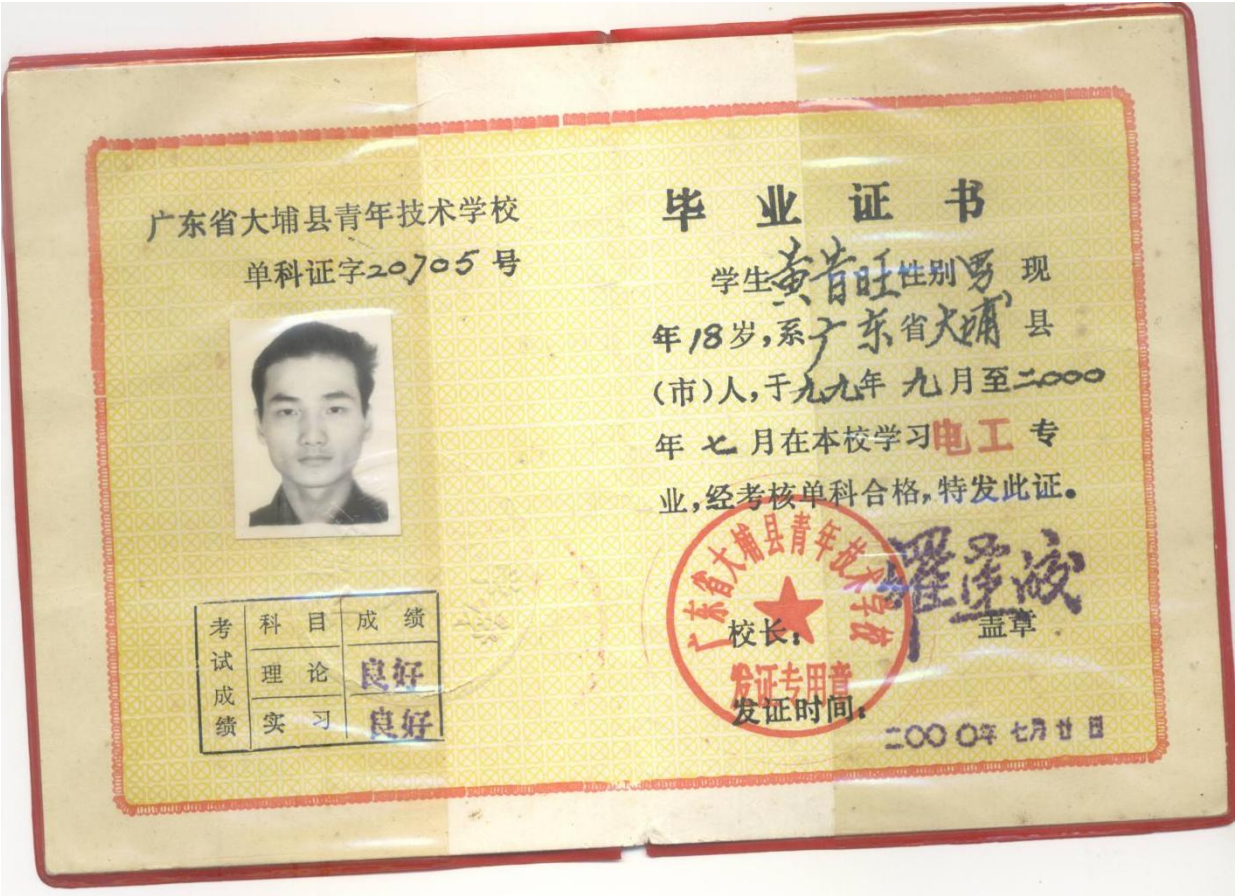 广东省大埔县青年技术学校
单科证字20705号
考试成绩
科目 成绩
理论 良好
实习 良好
毕业证书
学生黄昔旺性别男 现
年18岁,系广东省大埔县
(市)人,于九九年九月至二000
年七月在本校学习电工专
业,经考核单科合格,特发此证。
广东省大埔县青年技术学校
发证专用章
校长: 盖章
发证时间:
二000年七月廿日